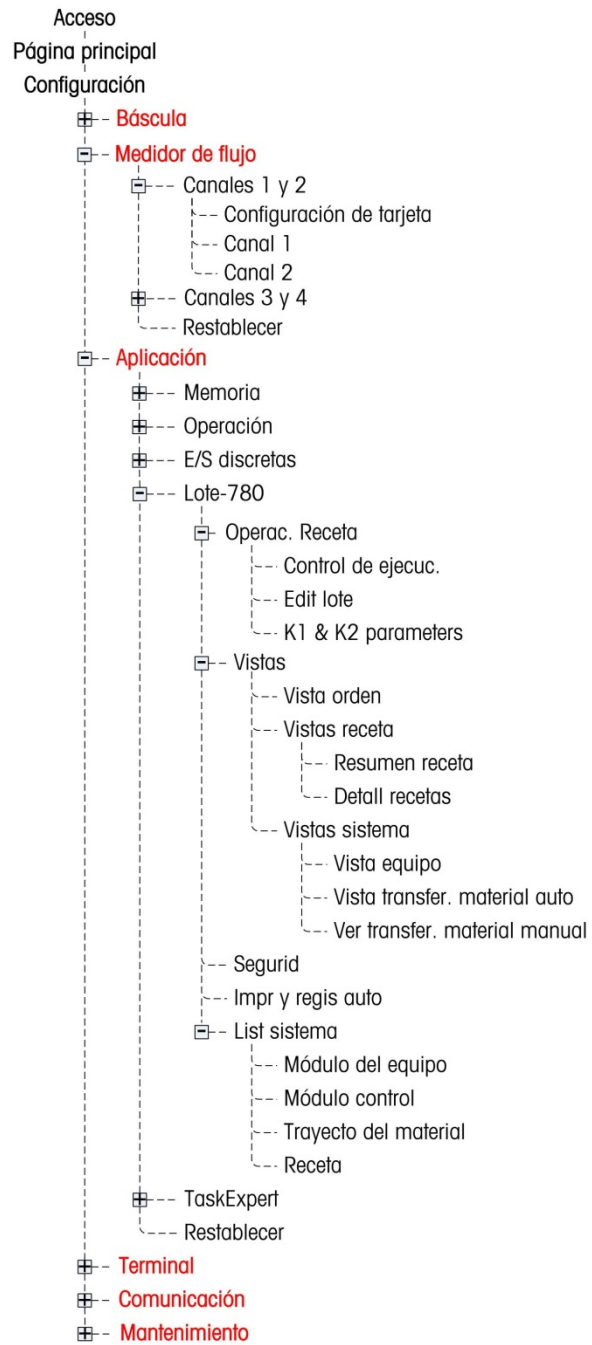 Acceso
Página principal
Configuración
Báscula
Medidor de flujo
Canales 1 y 2
Configuración de tarjeta
Canal 1
Canal 2
Canales 3 y 4
Restablecer
Aplicación
Memoria
Operación
E/S discretas
Lote-780
Operac. Receta
Control de ejecuc.
Edit lote
K1 & K2 parameters
Vistas
Vista orden
Vistas receta
Resumen receta
Detall recetas
Vistas sistema
Vista equipo
Vista transfer. material auto
Ver transfer. material manual
Segurid
Impr y regis auto
List sistema
Módulo del equipo
Módulo control
Trayecto del material
Receta
TaskExpert
Restablecer
Terminal
Comunicación
Mantenimiento